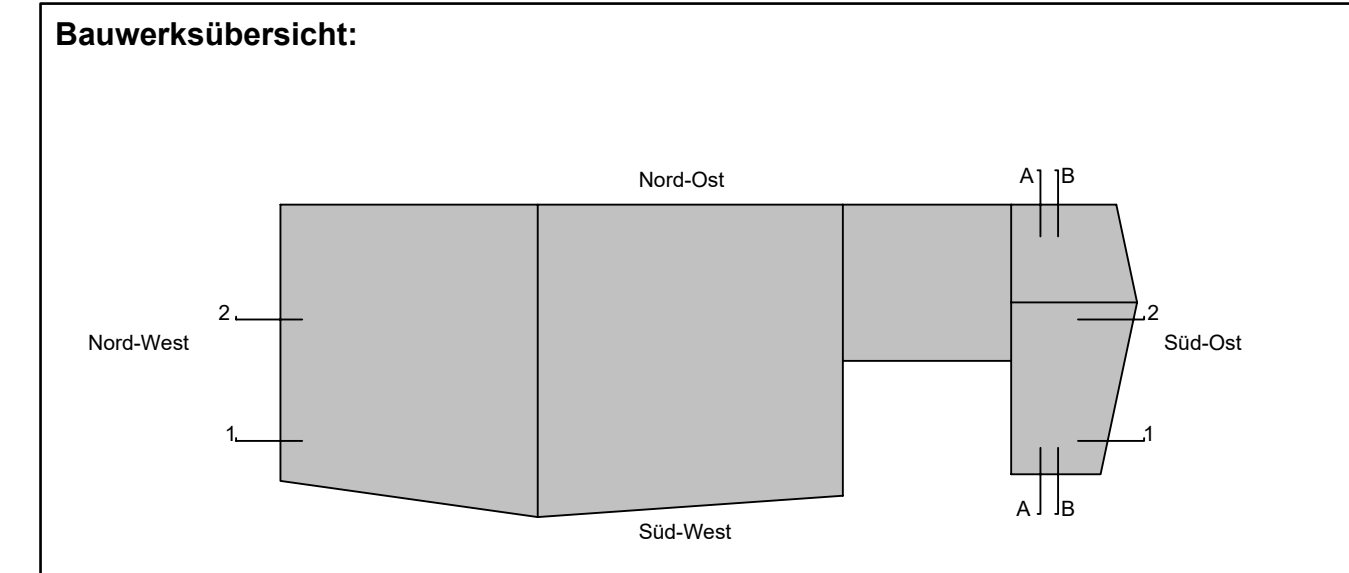 Bauwerksübersicht:
Nord-Ost
A B
2 2
Nord-West Süd-Ost
1 1
A B
Süd-West